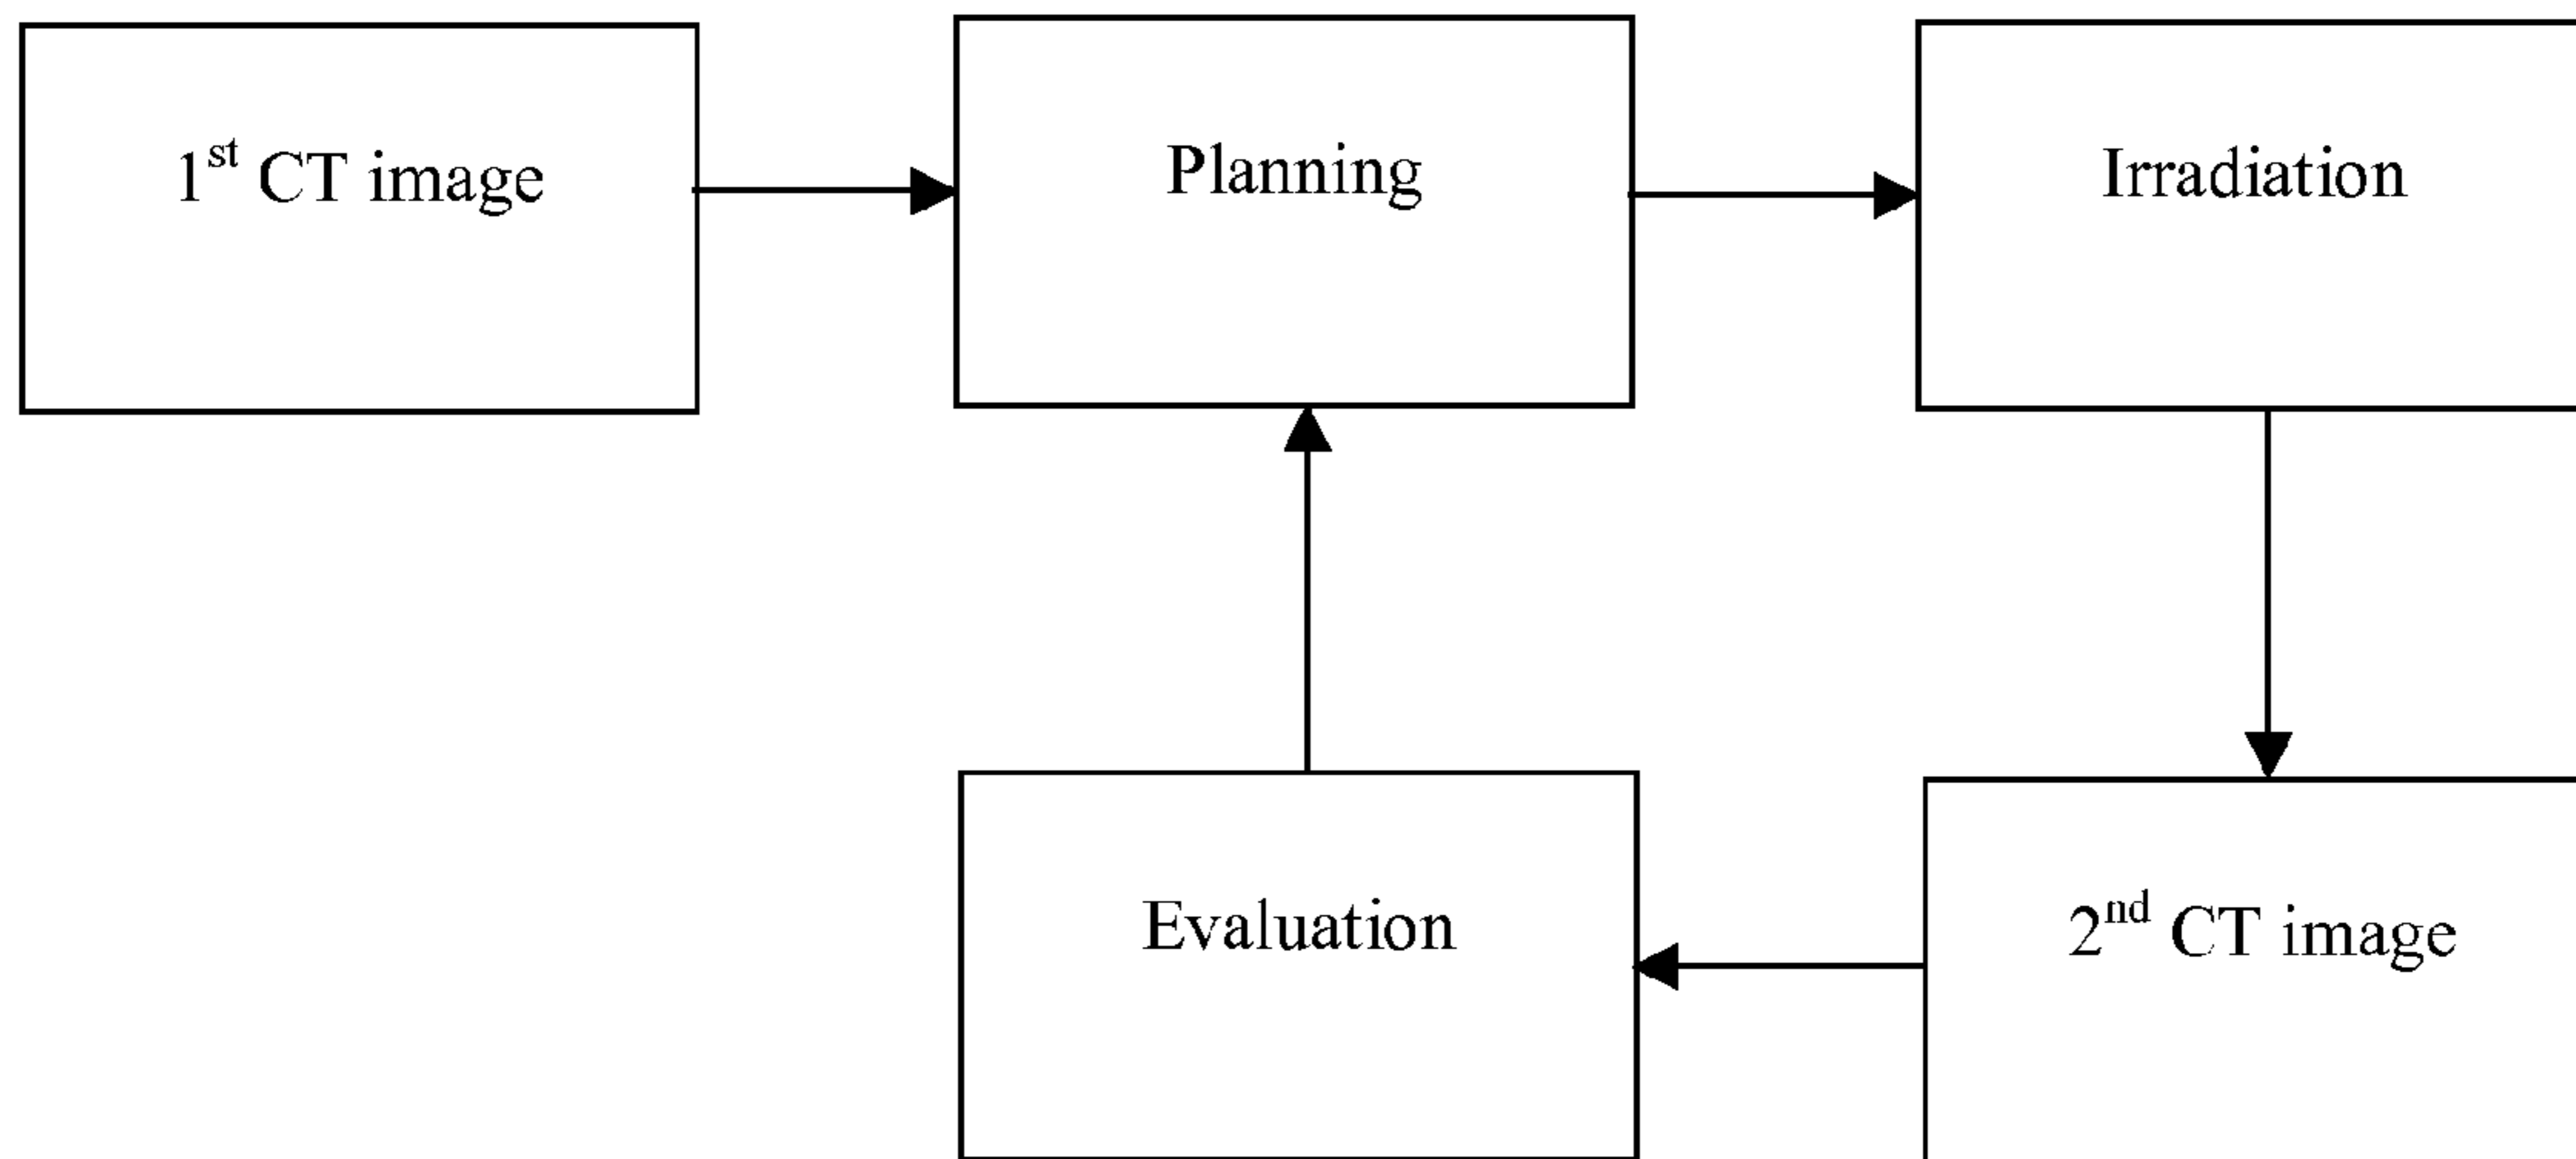 1st CT image
Planning
Irradiation
Evaluation
2nd CT image